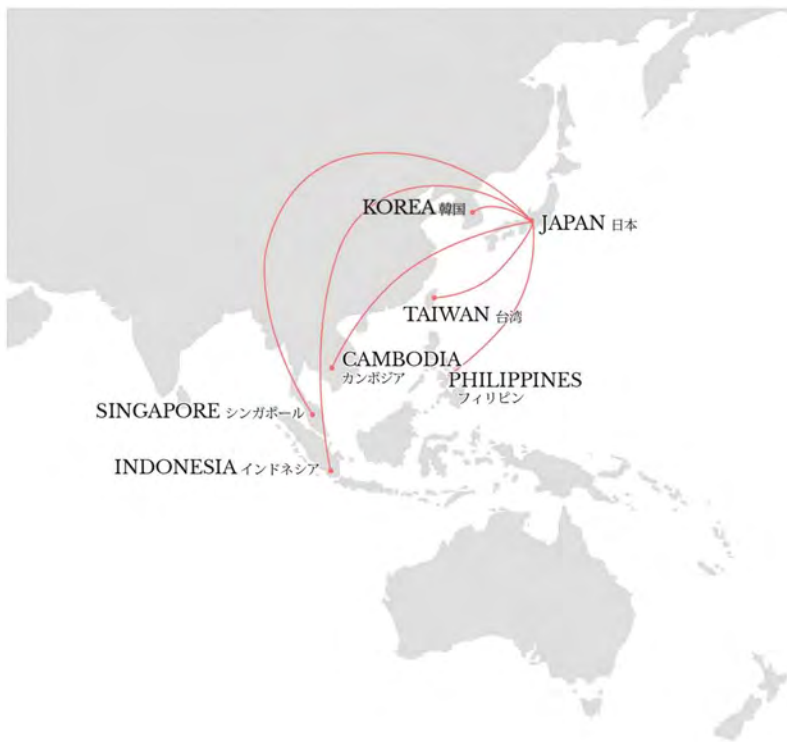 KOREA 韓国
JAPAN 日本
TAIWAN 台湾
CAMBODIA
カンボジア
PHILIPPINES
フィリピン
SINGAPORE シンガポール
INDONESIA インドネシア